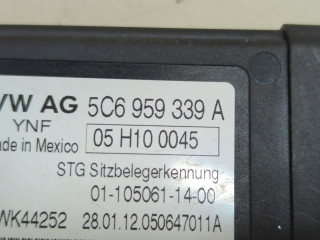 VW AG 5C6 959 339 A
YNF
Made in Mexico 05 H10 0045
STG Sitzbelegerkennung
01-105061-14-00
WK44252 28.01.12.050647011A